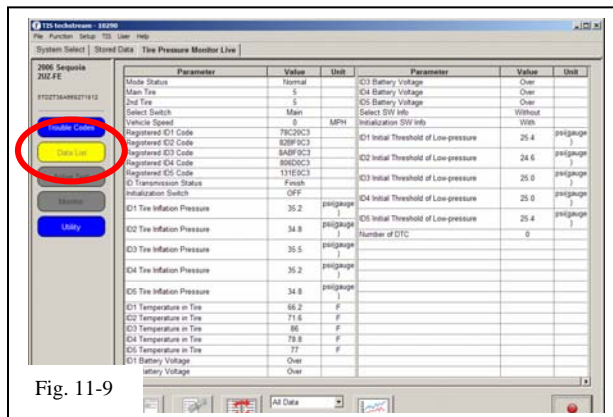 TIS techstream - 10290
File Function Setup TIS User Help
System Select Stored Data Tire Pressure Monitor Live
2006 Sequoia
2UZ-FE
Trouble Codes
Data List
Monitor
Utility
Parameter Value Unit
Mode Status Normal
Main Tire 5
2nd Tire 5
Select Switch Main
Vehicle Speed 0 MPH
Registered ID1 Code 78C20C3
Registered ID2 Code 82BF0C3
Registered ID3 Code 8ABF0C3
Registered ID4 Code 806D0C3
Registered ID5 Code 131E0C3
ID Transmission Status Finish
Initialization Switch OFF
ID1 Tire Inflation Pressure 35.2 psi(gauge)
ID2 Tire Inflation Pressure 34.8 psi(gauge)
ID3 Tire Inflation Pressure 35.5 psi(gauge)
ID4 Tire Inflation Pressure 35.2 psi(gauge)
ID5 Tire Inflation Pressure 34.8 psi(gauge)
ID1 Temperature in Tire 66.2 F
ID2 Temperature in Tire 71.6 F
ID3 Temperature in Tire 86 F
ID4 Temperature in Tire 78.8 F
ID5 Temperature in Tire 77 F
ID1 Battery Voltage Over
Battery Voltage Over
Parameter Value Unit
ID3 Battery Voltage Over
ID4 Battery Voltage Over
ID5 Battery Voltage Over
Select SW Info Without
Initialization SW Info With
ID1 Initial Threshold of Low-pressure 25.4 psi(gauge)
ID2 Initial Threshold of Low-pressure 24.6 psi(gauge)
ID3 Initial Threshold of Low-pressure 25.0 psi(gauge)
ID4 Initial Threshold of Low-pressure 25.0 psi(gauge)
ID5 Initial Threshold of Low-pressure 25.4 psi(gauge)
Number of DTC 0
All Data
Fig. 11-9